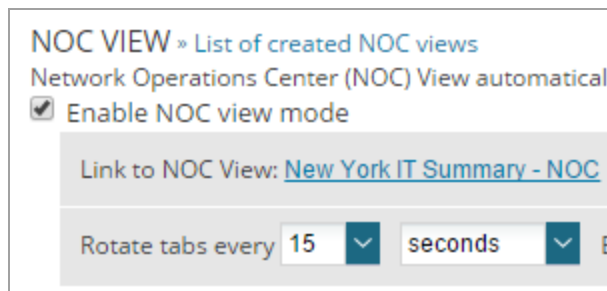 NOC VIEW » List of created NOC views
Network Operations Center (NOC) View
Enable NOC view mode
Link to NOC View: New York IT Summary - NOC
Rotate tabs every 15 seconds